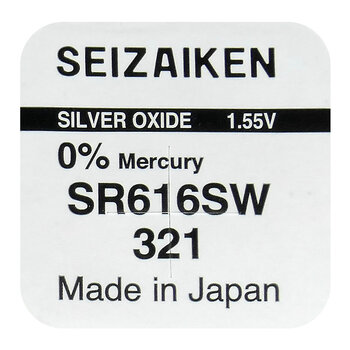 SEIZAIKEN
SILVER OXIDE 1.55V
0% Mercury
SR616SW
321
Made in Japan